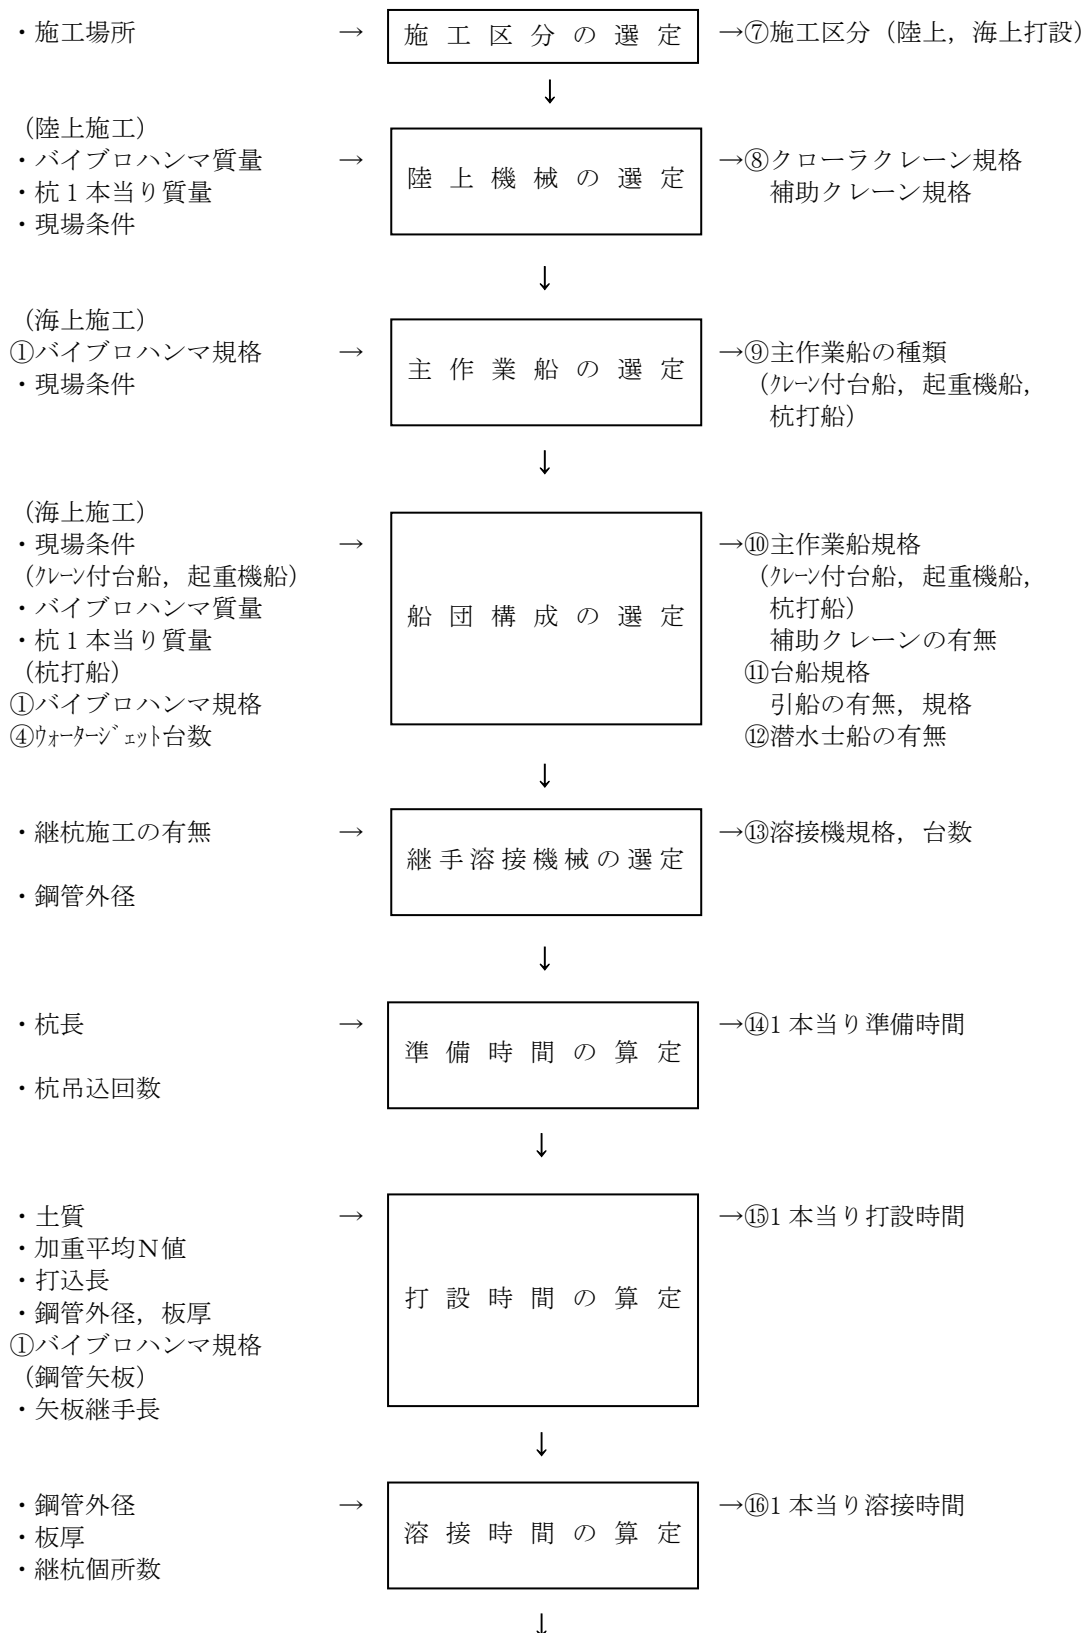 ・施工場所 → 施工区分の選定 →⑦施工区分（陸上，海上打設）
↓
（陸上施工）
・バイブロハンマ質量 → 陸上機械の選定 →⑧クローラクレーン規格
・杭１本当り質量 補助クレーン規格
・現場条件
↓
（海上施工）
①バイブロハンマ規格 → 主作業船の選定 →⑨主作業船の種類
・現場条件 （ｸﾚｰﾝ付台船，起重機船，
杭打船）
↓
（海上施工）
・現場条件 → 船団構成の選定 →⑩主作業船規格
（ｸﾚｰﾝ付台船，起重機船） （ｸﾚｰﾝ付台船，起重機船，
・バイブロハンマ質量 杭打船）
・杭１本当り質量 補助クレーンの有無
（杭打船） ⑪台船規格
①バイブロハンマ規格 引船の有無，規格
④ｳｫｰﾀｰｼﾞｪｯﾄ台数 ⑫潜水士船の有無
↓
・継杭施工の有無 → 継手溶接機械の選定 →⑬溶接機規格，台数
・鋼管外径
↓
・杭長 → 準備時間の算定 →⑭1 本当り準備時間
・杭吊込回数
↓
・土質 → 打設時間の算定 →⑮1 本当り打設時間
・加重平均Ｎ値
・打込長
・鋼管外径，板厚
①バイブロハンマ規格
（鋼管矢板）
・矢板継手長
↓
・鋼管外径 → 溶接時間の算定 →⑯1 本当り溶接時間
・板厚
・継杭個所数
↓